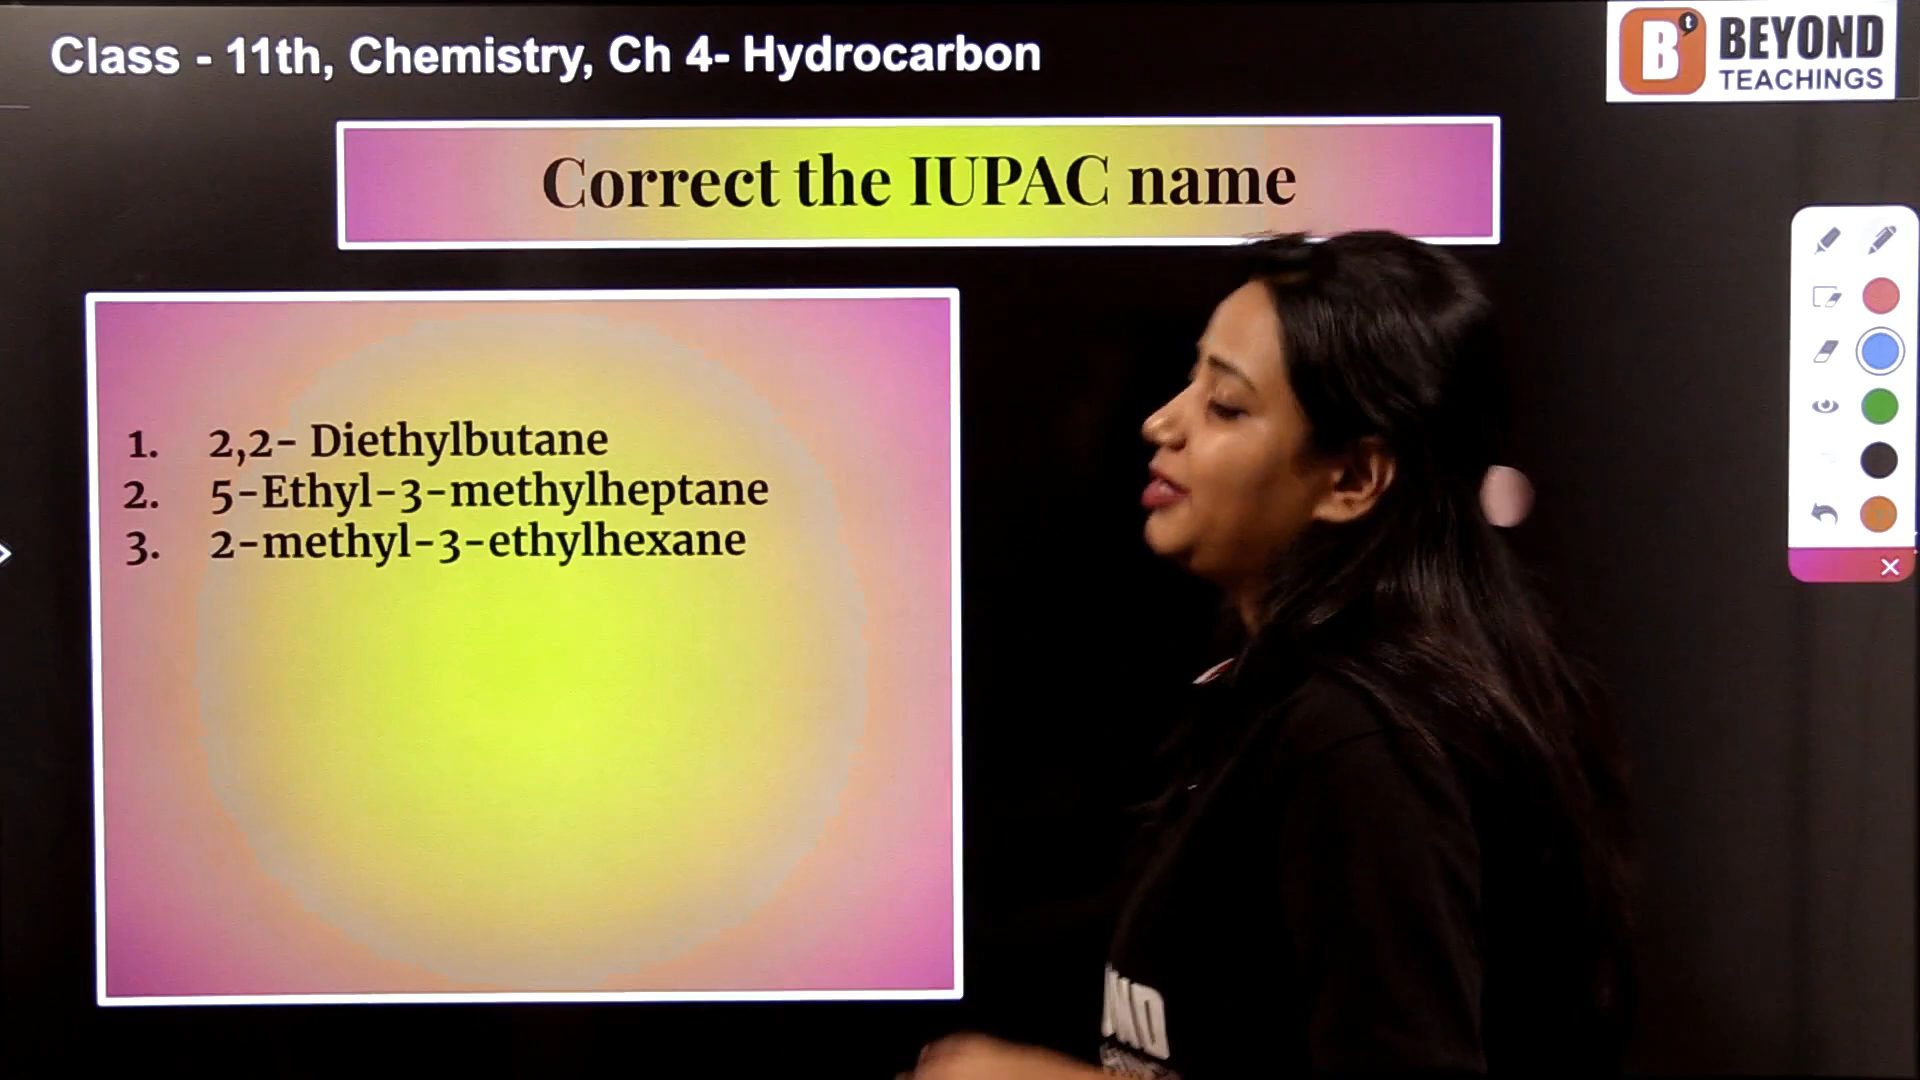 Class - 11th, Chemistry, Ch 4- Hydrocarbon
BEYOND
TEACHINGS
Correct the IUPAC name
1. 2,2- Diethylbutane
2. 5-Ethyl-3-methylheptane
3. 2-methyl-3-ethylhexane